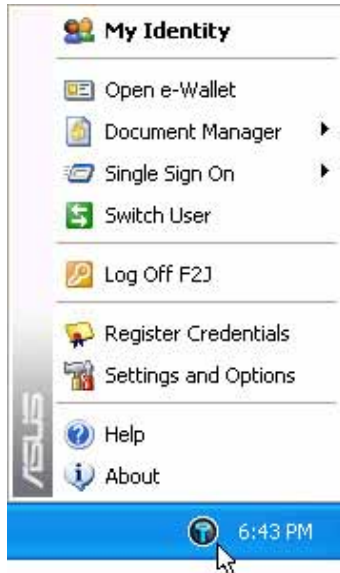 My Identity
Open e-Wallet
Document Manager
Single Sign On
Switch User
Log Off F2J
Register Credentials
Settings and Options
Help
About
ASUS
6:43 PM